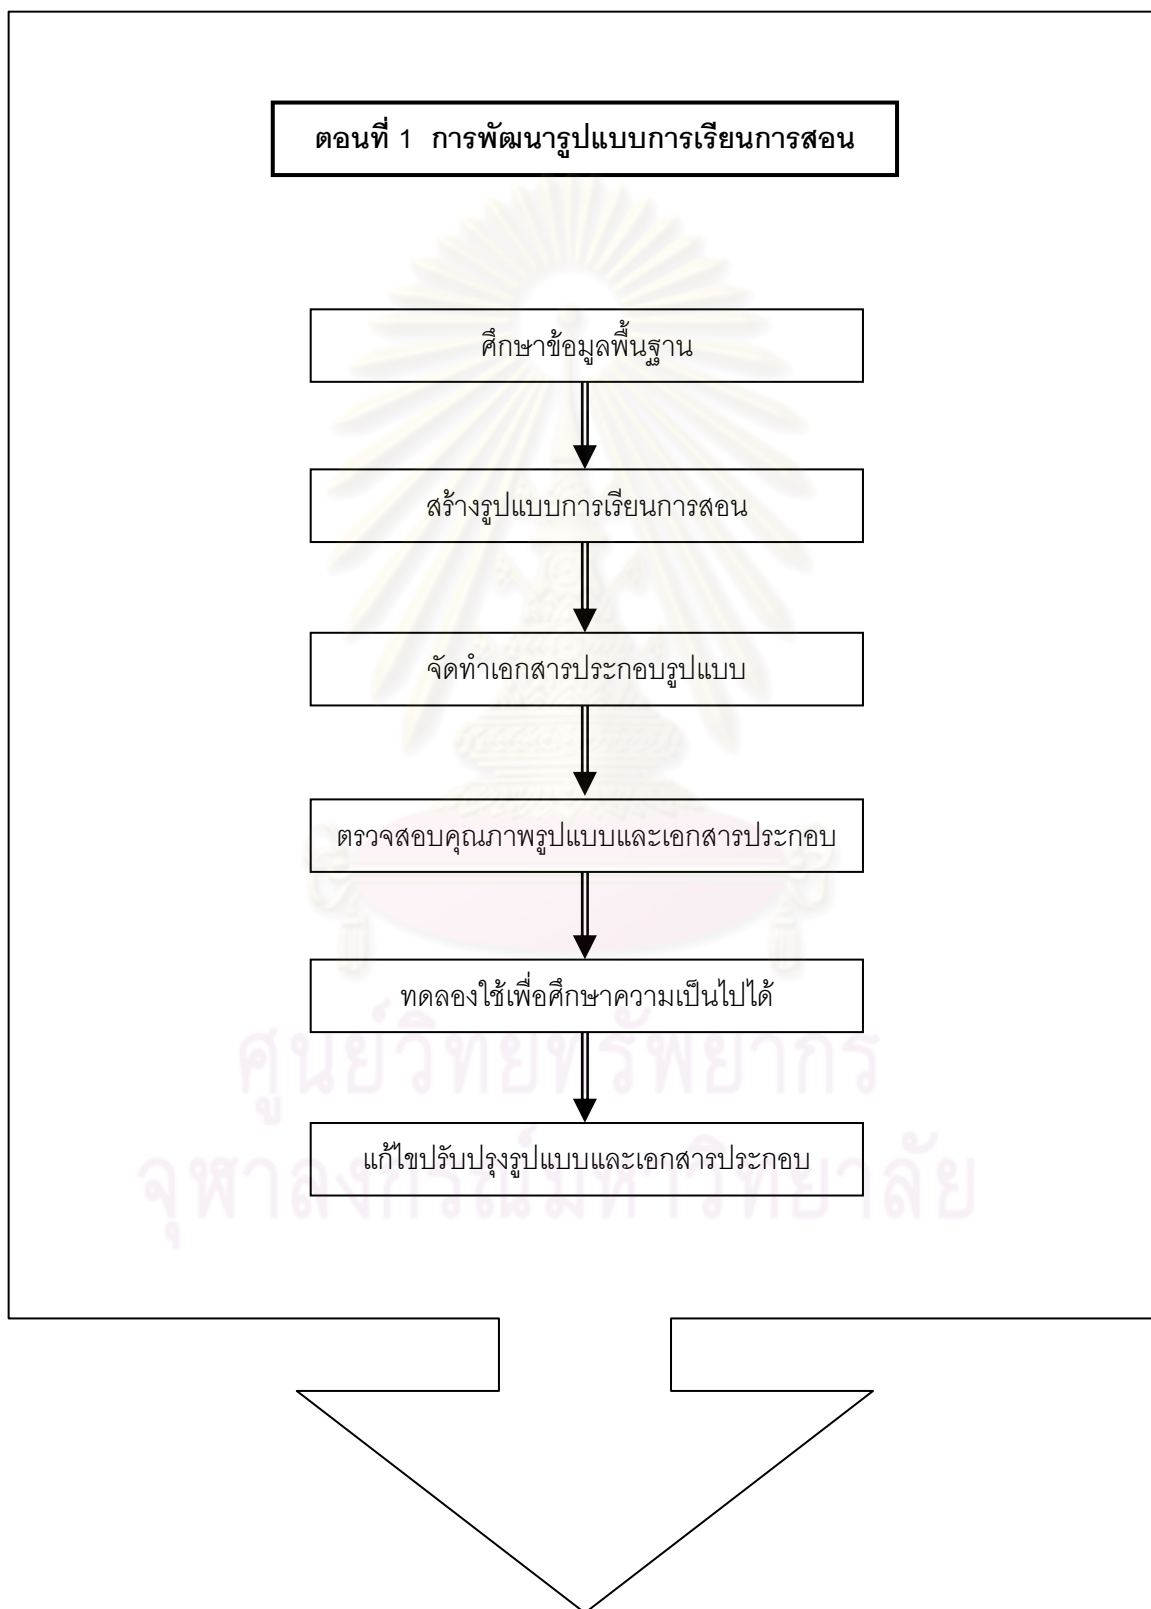 ตอนที่ 1 การพัฒนารูปแบบการเรียนการสอน
ศึกษาข้อมูลพื้นฐาน
สร้างรูปแบบการเรียนการสอน
จัดทำเอกสารประกอบรูปแบบ
ตรวจสอบคุณภาพรูปแบบและเอกสารประกอบ
ทดลองใช้เพื่อศึกษาความเป็นไปได้
ศูนย์วิทยทรัพยากร
แก้ไขปรับปรุงรูปแบบและเอกสารประกอบ
จุฬาลงกรณ์มหาวิทยาลัย